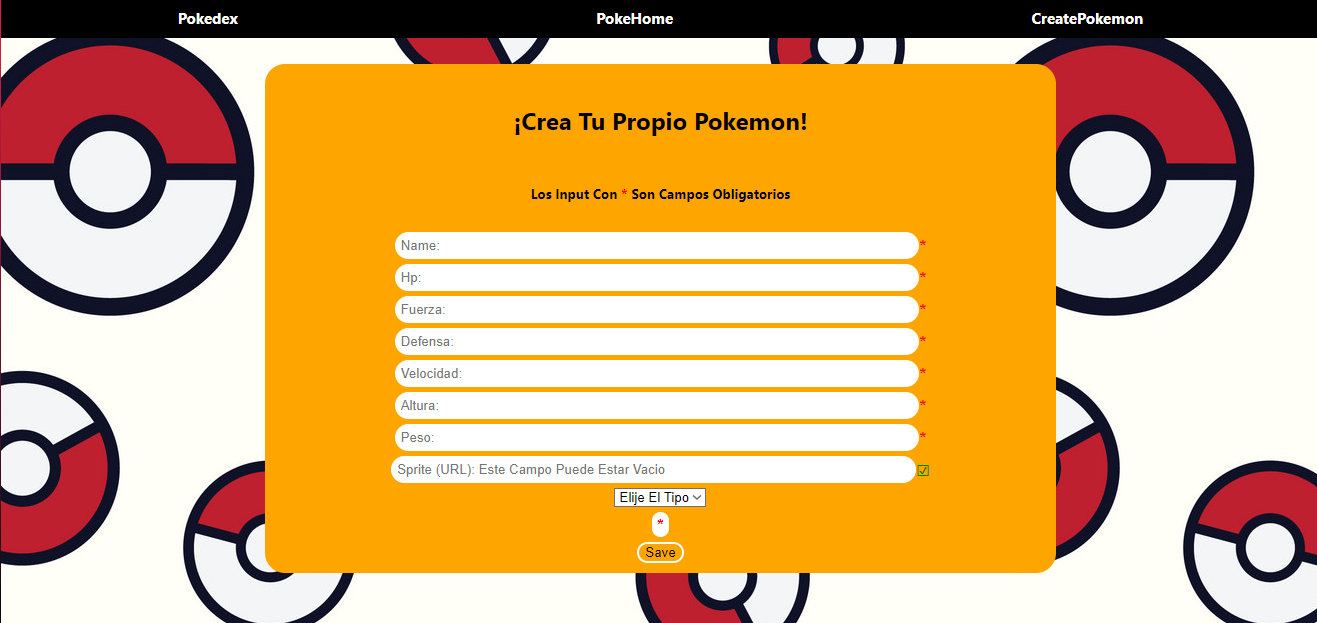 Pokedex PokeHome CreatePokemon
¡Crea Tu Propio Pokemon!
Los Input Con * Son Campos Obligatorios
Name: *
Hp: *
Fuerza: *
Defensa: *
Velocidad: *
Altura: *
Peso: *
Sprite (URL): Este Campo Puede Estar Vacio ☑
Elije El Tipo
*
Save